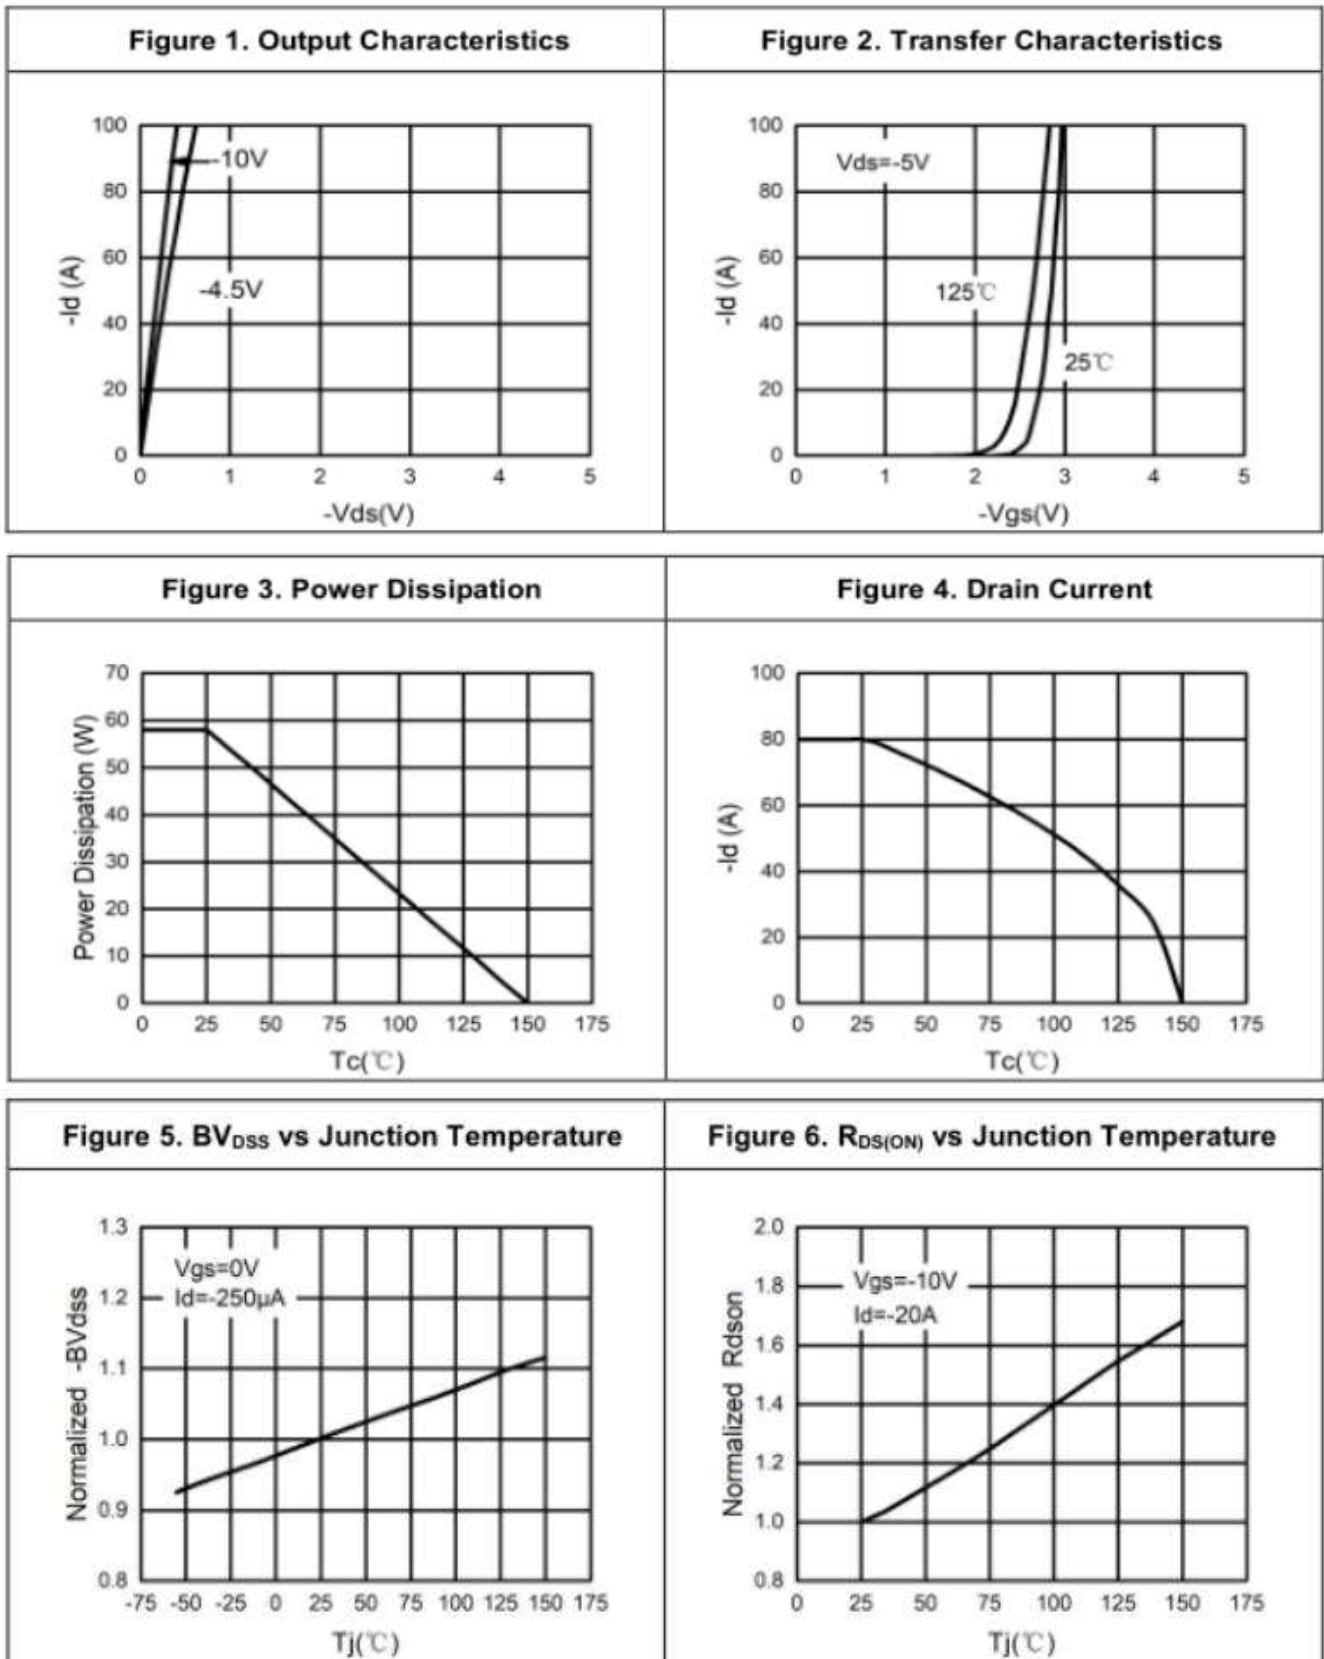 Figure 1. Output Characteristics
Figure 2. Transfer Characteristics
100
80
60
40
20
0
-Id (A)
-10V
-4.5V
0 1 2 3 4 5
-Vds(V)
100
80
60
40
20
0
-Id (A)
Vds=-5V
125℃
25℃
0 1 2 3 4 5
-Vgs(V)
Figure 3. Power Dissipation
Figure 4. Drain Current
70
60
50
40
30
20
10
0
Power Dissipation (W)
0 25 50 75 100 125 150 175
Tc(℃)
100
80
60
40
20
0
-Id (A)
0 25 50 75 100 125 150 175
Tc(℃)
Figure 5. BVDSS vs Junction Temperature
Figure 6. RDS(ON) vs Junction Temperature
1.3
1.2
1.1
1.0
0.9
0.8
Normalized -BVdss
Vgs=0V
Id=-250μA
-75 -50 -25 0 25 50 75 100 125 150 175
Tj(℃)
2.0
1.8
1.6
1.4
1.2
1.0
0.8
Normalized Rdson
Vgs=-10V
Id=-20A
0 25 50 75 100 125 150 175
Tj(℃)